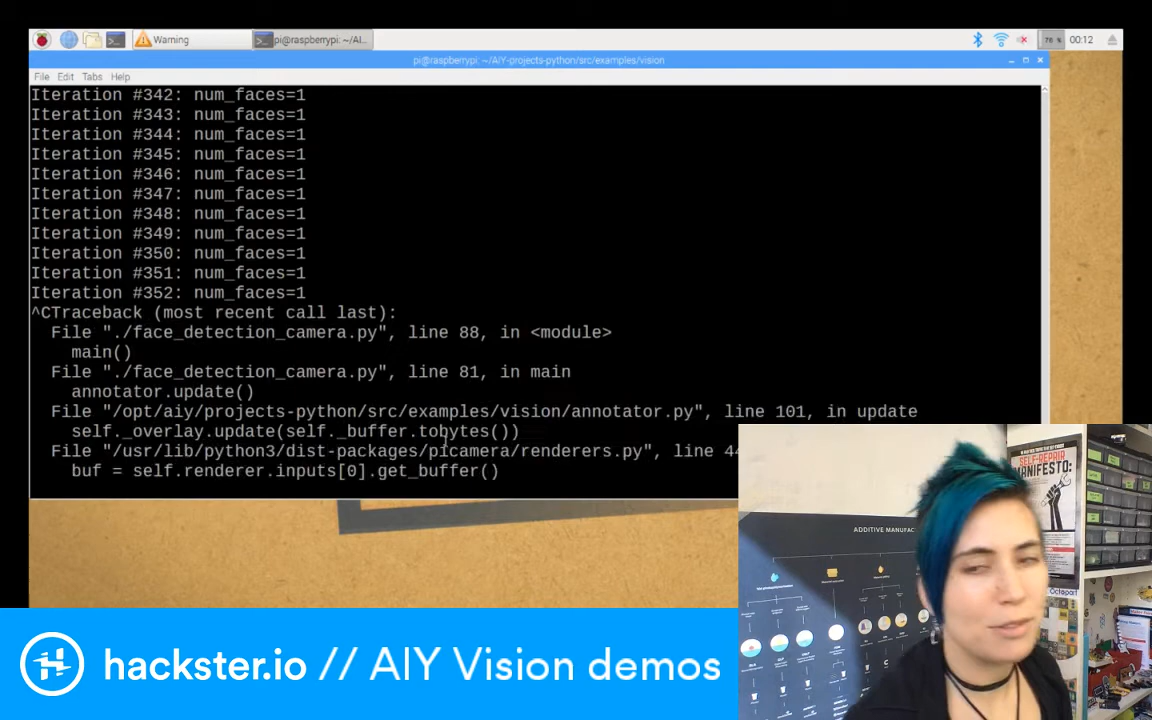 Warning
pi@raspberrypi: ~/AI...
76 %
00:12
pi@raspberrypi: ~/AIY-projects-python/src/examples/vision
File Edit Tabs Help
Iteration #342: num_faces=1
Iteration #343: num_faces=1
Iteration #344: num_faces=1
Iteration #345: num_faces=1
Iteration #346: num_faces=1
Iteration #347: num_faces=1
Iteration #348: num_faces=1
Iteration #349: num_faces=1
Iteration #350: num_faces=1
Iteration #351: num_faces=1
Iteration #352: num_faces=1
^CTraceback (most recent call last):
File "./face_detection_camera.py", line 88, in <module>
main()
File "./face_detection_camera.py", line 81, in main
annotator.update()
File "/opt/aiy/projects-python/src/examples/vision/annotator.py", line 101, in update
self._overlay.update(self._buffer.tobytes())
File "/usr/lib/python3/dist-packages/picamera/renderers.py", line 44
buf = self.renderer.inputs[0].get_buffer()
SELF-REPAIR
MANIFESTO:
ADDITIVE MANUFAC
Octopart
hackster.io // AIY Vision demos